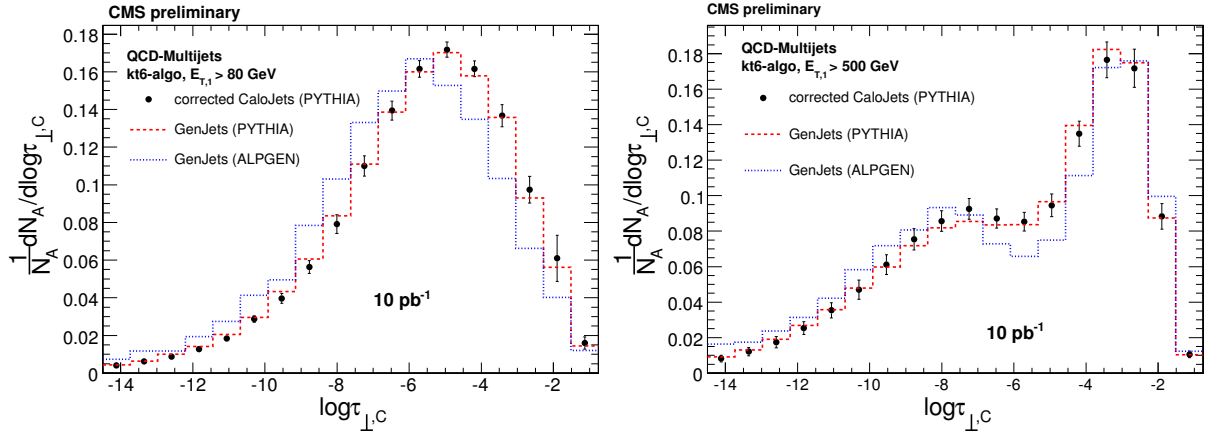 CMS preliminary
QCD-Multijets
kt6-algo, E_{T,1} > 80 GeV
corrected CaloJets (PYTHIA)
GenJets (PYTHIA)
GenJets (ALPGEN)
10 pb^{-1}
\frac{1}{N_A} dN_A/dlogτ_{⊥,C}
0.18
0.16
0.14
0.12
0.1
0.08
0.06
0.04
0.02
0
-14 -12 -10 -8 -6 -4 -2
logτ_{⊥,C}
CMS preliminary
QCD-Multijets
kt6-algo, E_{T,1} > 500 GeV
corrected CaloJets (PYTHIA)
GenJets (PYTHIA)
GenJets (ALPGEN)
10 pb^{-1}
\frac{1}{N_A} dN_A/dlogτ_{⊥,C}
0.18
0.16
0.14
0.12
0.1
0.08
0.06
0.04
0.02
0
-14 -12 -10 -8 -6 -4 -2
logτ_{⊥,C}